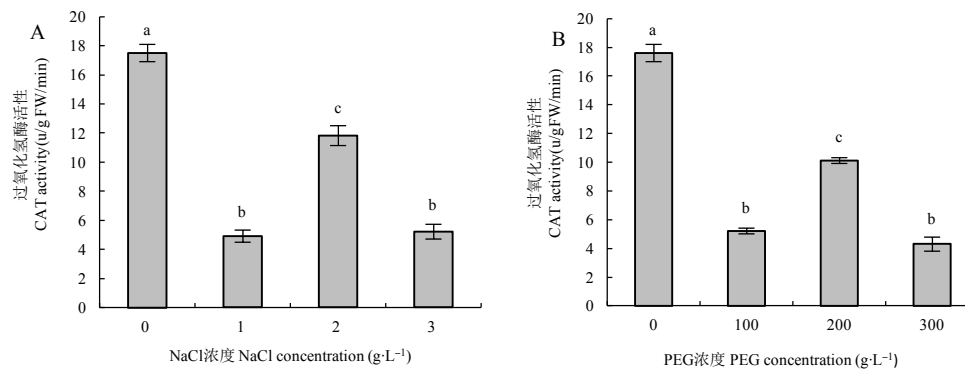 A
过氧化氢酶活性
CAT activity(u/g FW/min)
20
18
16
14
12
10
8
6
4
2
0
a
b
c
b
0 1 2 3
NaCl浓度 NaCl concentration (g·L⁻¹)
B
过氧化氢酶活性
CAT activity(u/g FW/min)
20
18
16
14
12
10
8
6
4
2
0
a
b
c
b
0 100 200 300
PEG浓度 PEG concentration (g·L⁻¹)